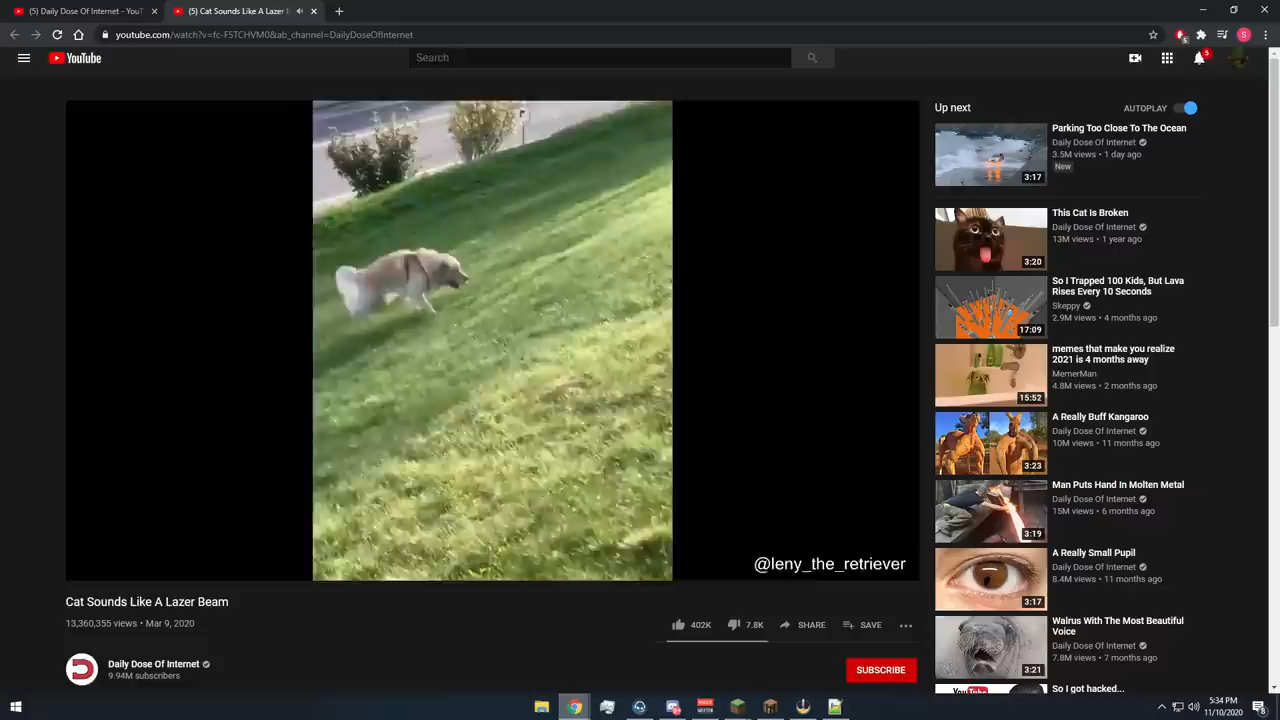 (5) Daily Dose Of Internet - YouT
(5) Cat Sounds Like A Lazer
youtube.com/watch?v=fc-F5TCHVM0&ab_channel=DailyDoseOfInternet
S
YouTube
Search
5
@leny_the_retriever
Cat Sounds Like A Lazer Beam
13,360,355 views • Mar 9, 2020
402K
7.8K
SHARE
SAVE
Daily Dose Of Internet
9.94M subscribers
SUBSCRIBE
Up next
AUTOPLAY
Parking Too Close To The Ocean
Daily Dose Of Internet
3.5M views • 1 day ago
New
3:17
This Cat Is Broken
Daily Dose Of Internet
13M views • 1 year ago
3:20
So I Trapped 100 Kids, But Lava
Rises Every 10 Seconds
Skeppy
2.9M views • 4 months ago
17:09
memes that make you realize
2021 is 4 months away
MemerMan
4.8M views • 2 months ago
15:52
A Really Buff Kangaroo
Daily Dose Of Internet
10M views • 11 months ago
3:23
Man Puts Hand In Molten Metal
Daily Dose Of Internet
15M views • 6 months ago
3:19
A Really Small Pupil
Daily Dose Of Internet
8.4M views • 11 months ago
3:17
Walrus With The Most Beautiful
Voice
Daily Dose Of Internet
7.8M views • 7 months ago
3:21
So I got hacked...
5:34 PM
11/10/2020